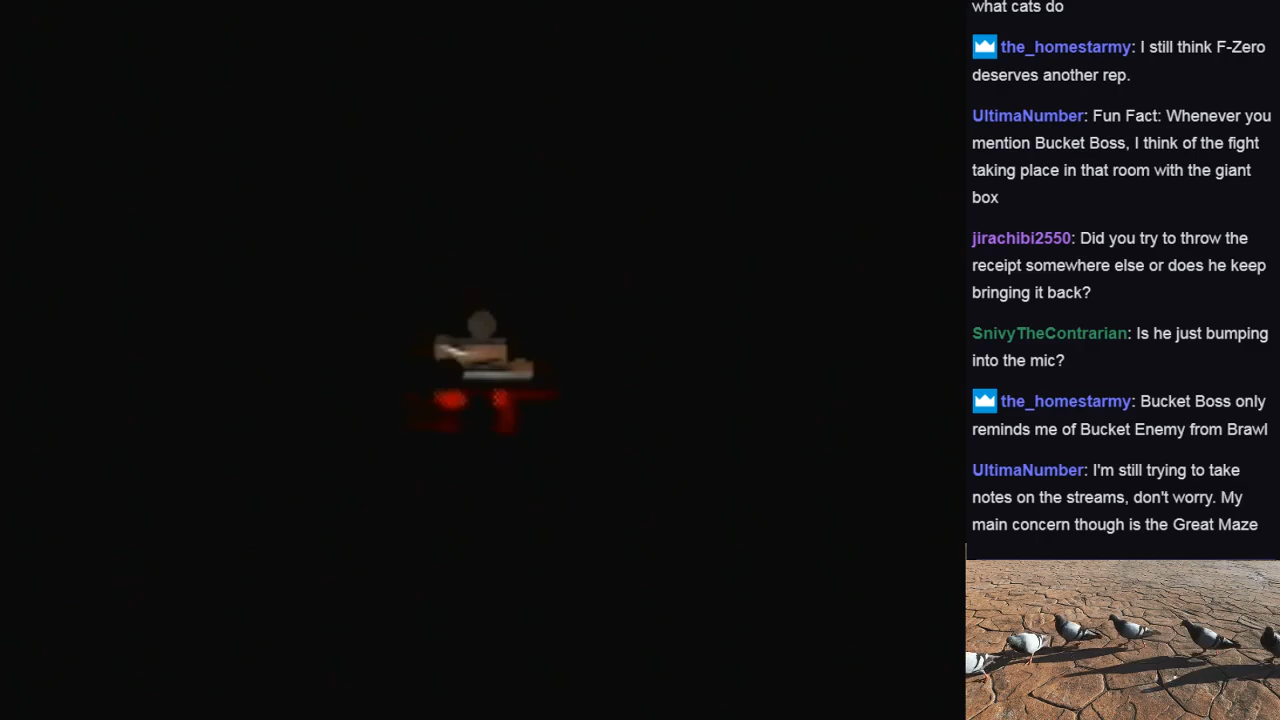 what cats do
the_homestarmy: I still think F-Zero
deserves another rep.
UltimaNumber: Fun Fact: Whenever you
mention Bucket Boss, I think of the fight
taking place in that room with the giant
box
jirachibi2550: Did you try to throw the
receipt somewhere else or does he keep
bringing it back?
SnivyTheContrarian: Is he just bumping
into the mic?
the_homestarmy: Bucket Boss only
reminds me of Bucket Enemy from Brawl
UltimaNumber: I'm still trying to take
notes on the streams, don't worry. My
main concern though is the Great Maze